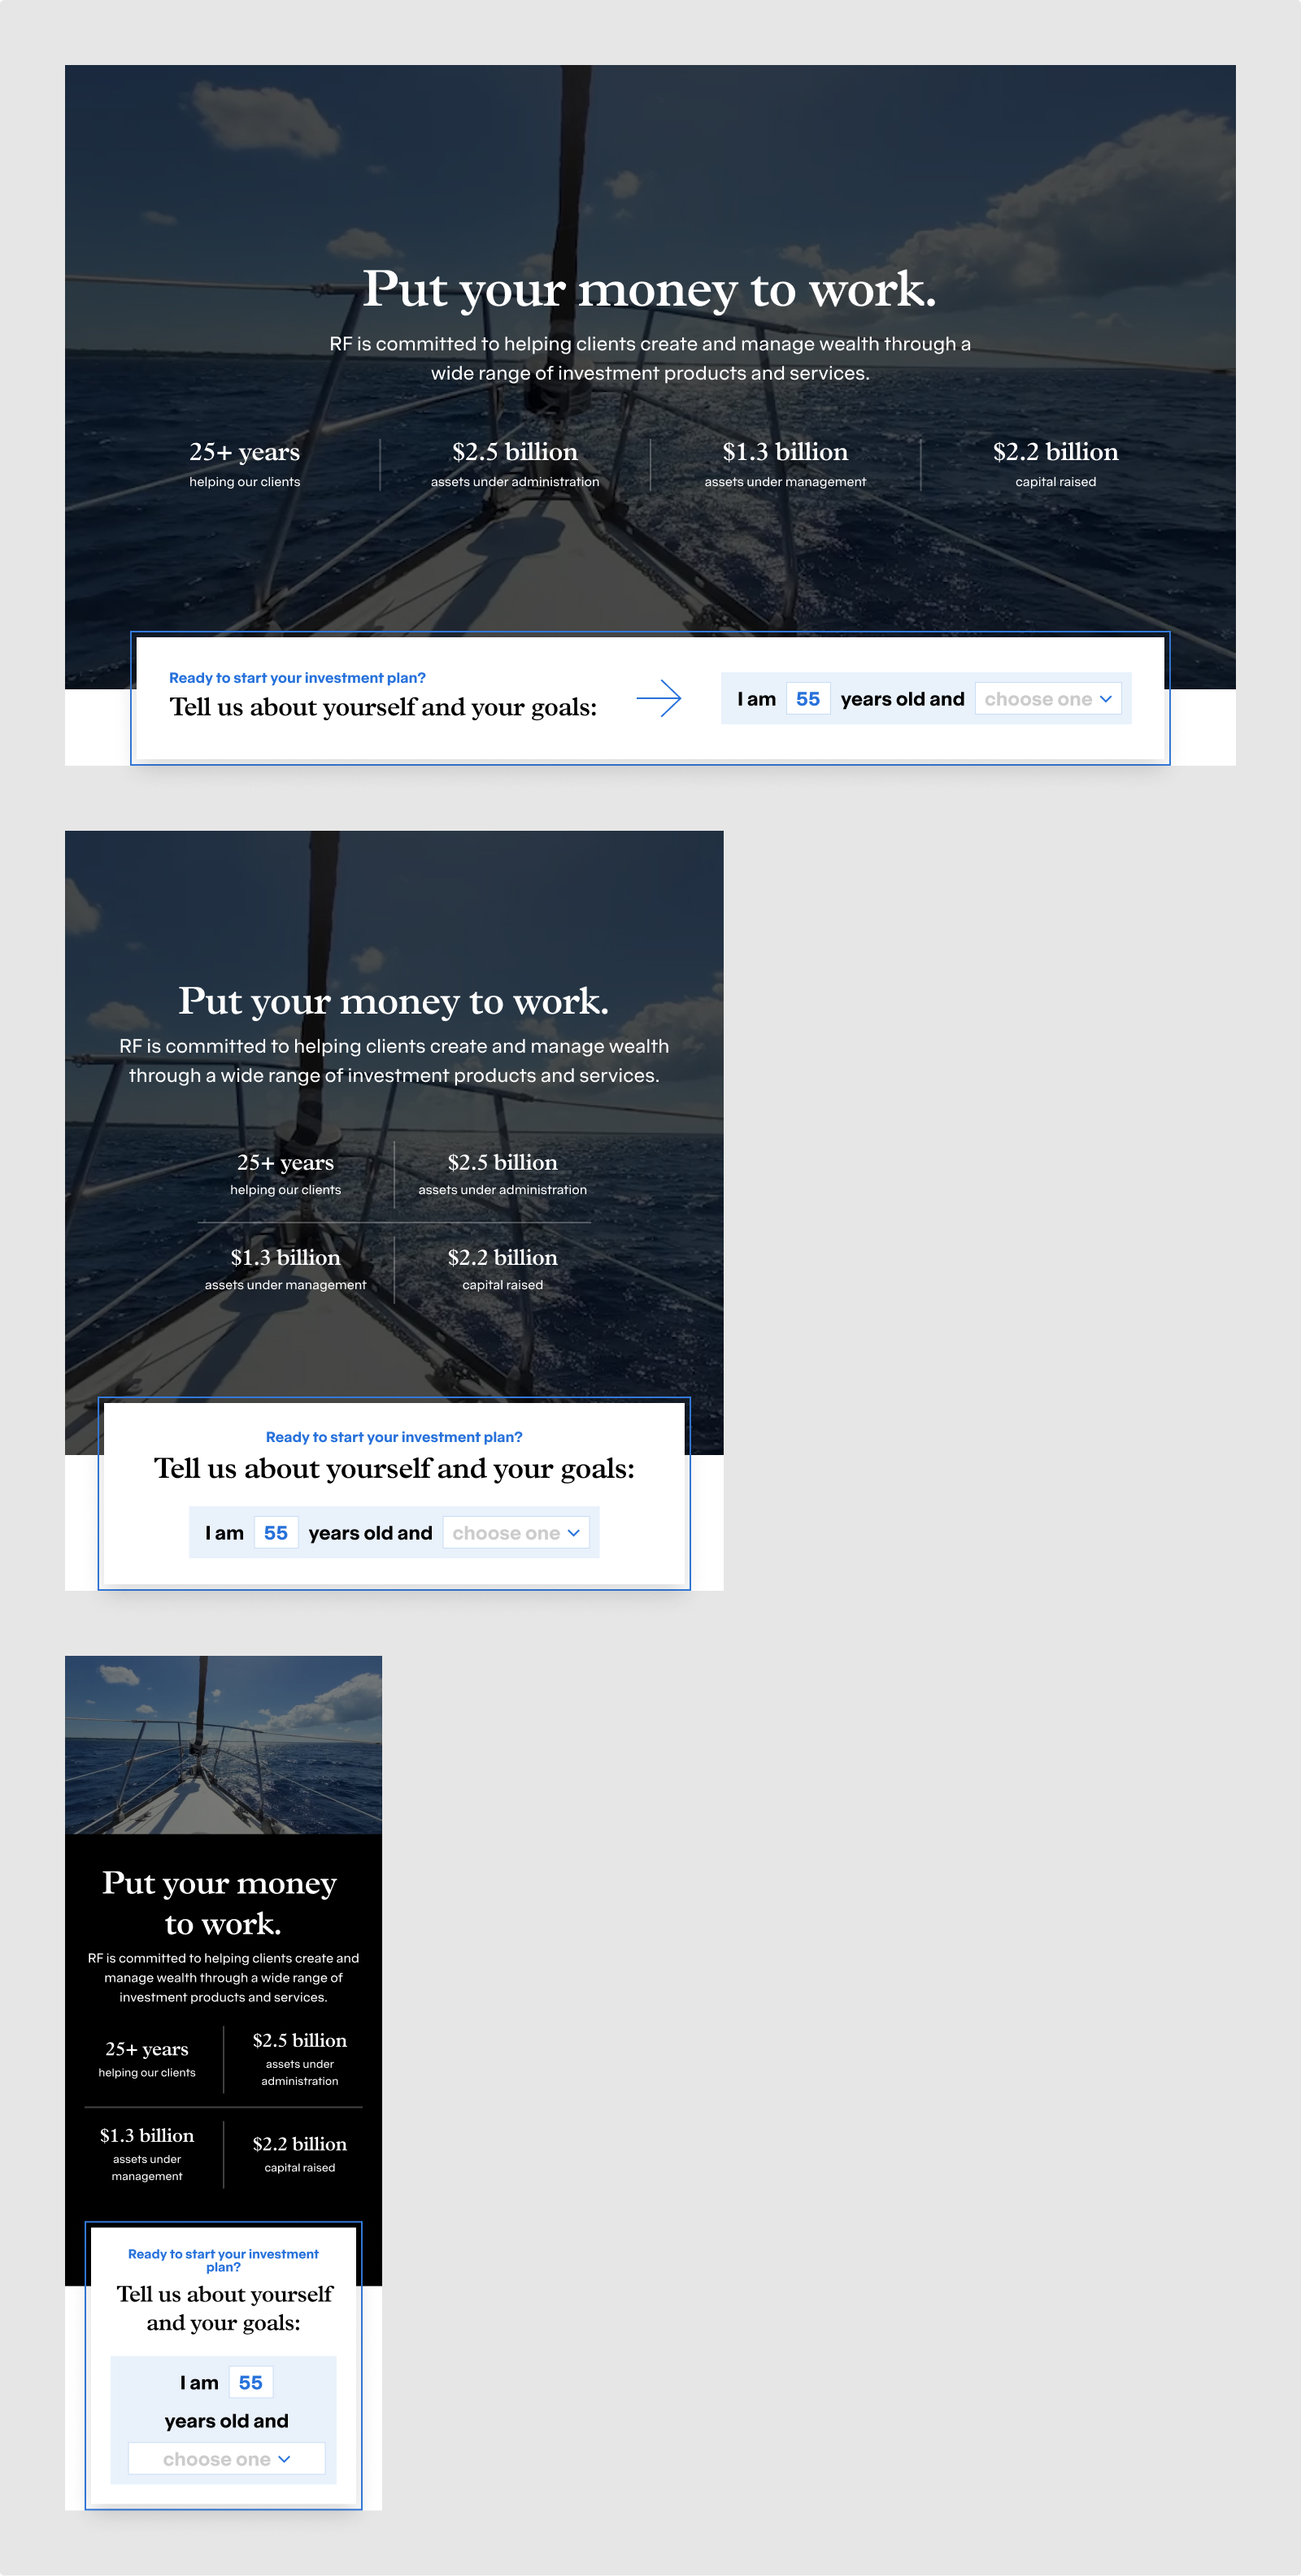 Put your money to work.
RF is committed to helping clients create and manage wealth through a
wide range of investment products and services.
25+ years
helping our clients
$2.5 billion
assets under administration
$1.3 billion
assets under management
$2.2 billion
capital raised
Ready to start your investment plan?
Tell us about yourself and your goals:
I am 55 years old and choose one
Put your money to work.
RF is committed to helping clients create and manage wealth
through a wide range of investment products and services.
25+ years
helping our clients
$2.5 billion
assets under administration
$1.3 billion
assets under management
$2.2 billion
capital raised
Ready to start your investment plan?
Tell us about yourself and your goals:
I am 55 years old and choose one
Put your money
to work.
RF is committed to helping clients create and
manage wealth through a wide range of
investment products and services.
25+ years
helping our clients
$2.5 billion
assets under
administration
$1.3 billion
assets under
management
$2.2 billion
capital raised
Ready to start your investment
plan?
Tell us about yourself
and your goals:
I am 55
years old and
choose one